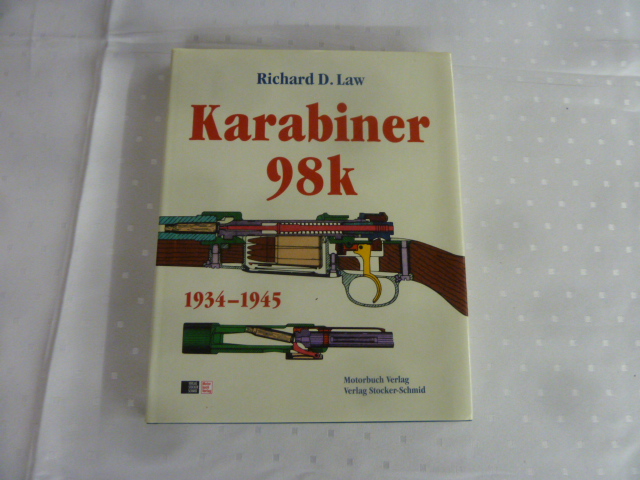 Richard D. Law
Karabiner
98k
1934–1945
Motorbuch Verlag
Verlag Stocker-Schmid